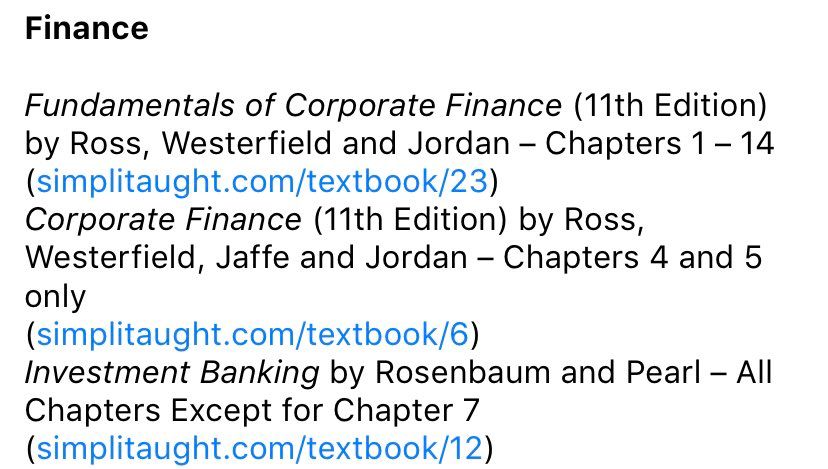 Finance
Fundamentals of Corporate Finance (11th Edition)
by Ross, Westerfield and Jordan – Chapters 1 – 14
(simplitaught.com/textbook/23)
Corporate Finance (11th Edition) by Ross,
Westerfield, Jaffe and Jordan – Chapters 4 and 5
only
(simplitaught.com/textbook/6)
Investment Banking by Rosenbaum and Pearl – All
Chapters Except for Chapter 7
(simplitaught.com/textbook/12)